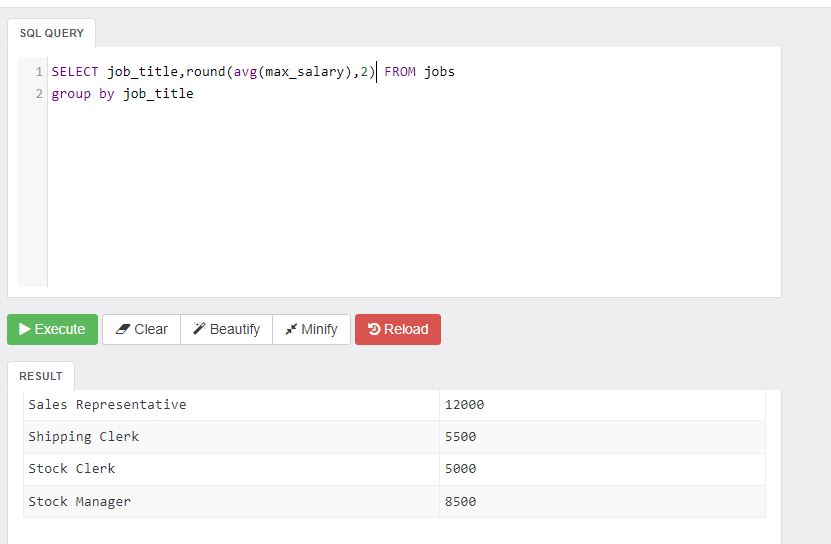 SQL QUERY
1 SELECT job_title,round(avg(max_salary),2) FROM jobs
2 group by job_title
Execute Clear Beautify Minify Reload
RESULT
Sales Representative 12000
Shipping Clerk 5500
Stock Clerk 5000
Stock Manager 8500